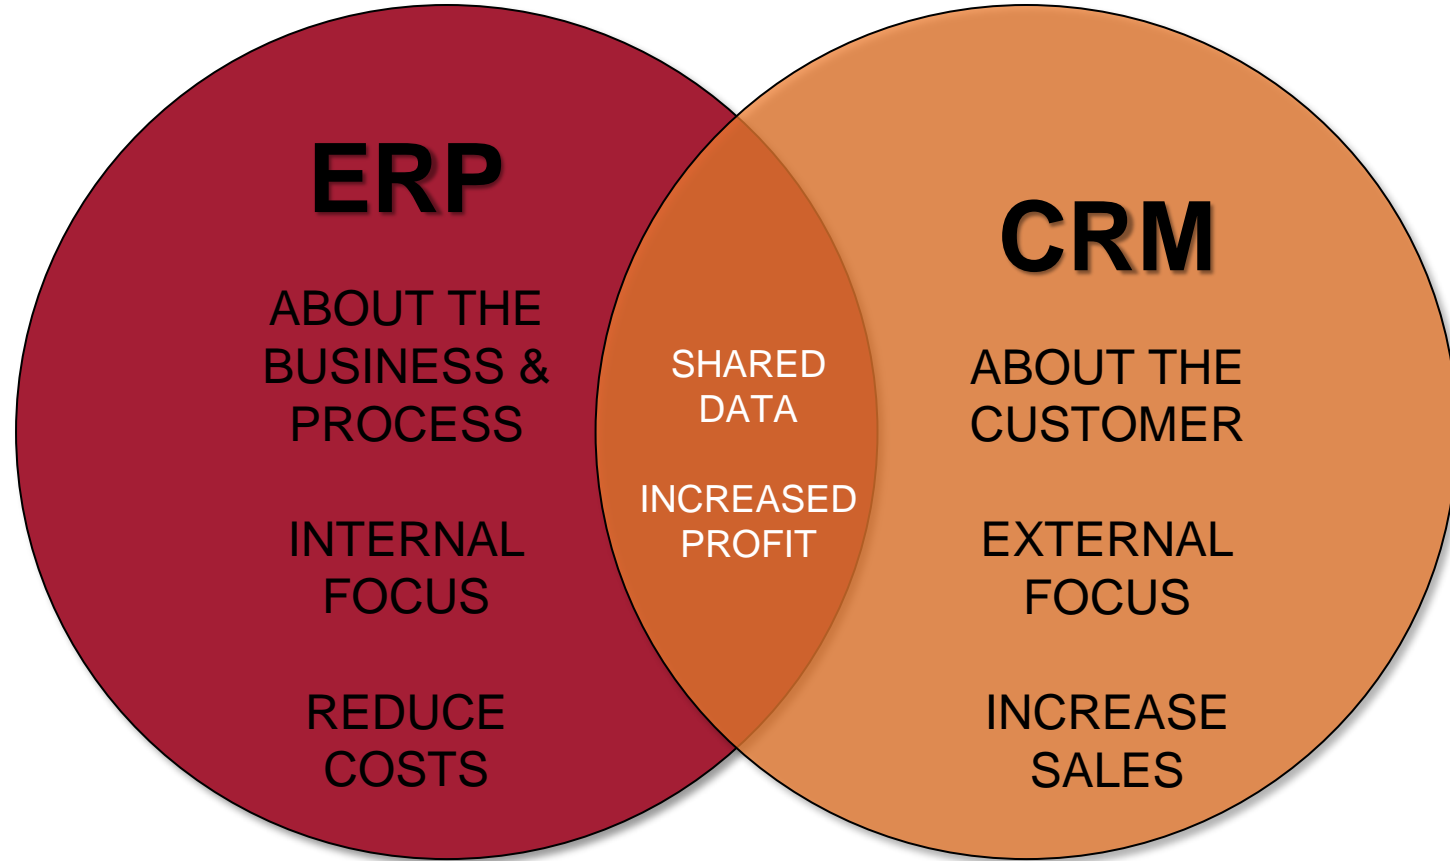 ERP
ABOUT THE
BUSINESS &
PROCESS
INTERNAL
FOCUS
REDUCE
COSTS
SHARED
DATA
INCREASED
PROFIT
CRM
ABOUT THE
CUSTOMER
EXTERNAL
FOCUS
INCREASE
SALES